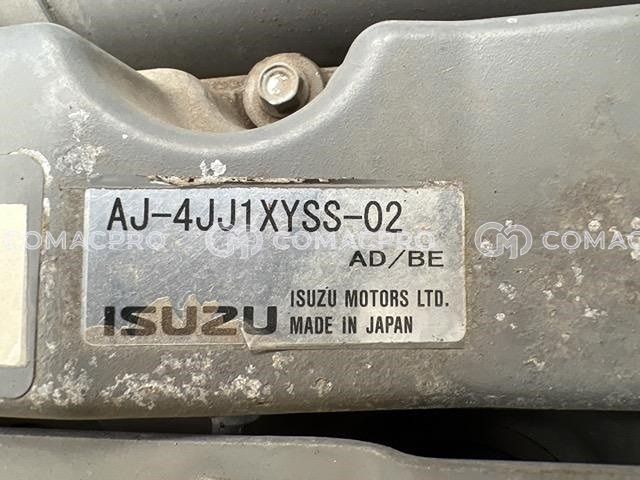 AJ-4JJ1XYSS-02
AD/BE
ISUZU
ISUZU MOTORS LTD.
MADE IN JAPAN
COMACPRO
COMACPRO
COMACPRO